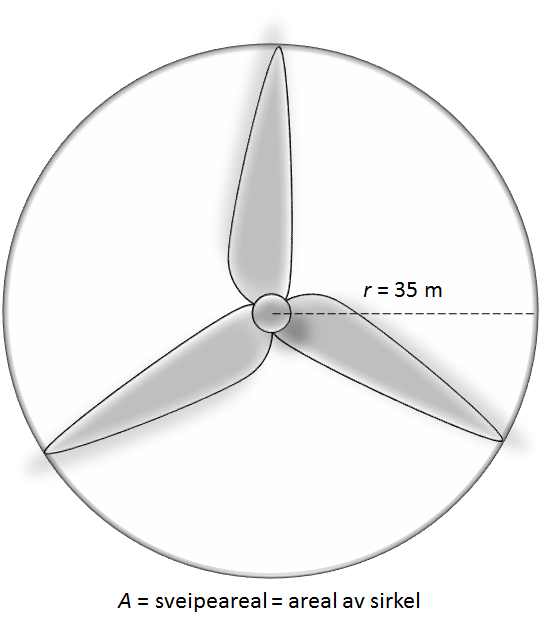 r = 35 m
A = sveipeareal = areal av sirkel